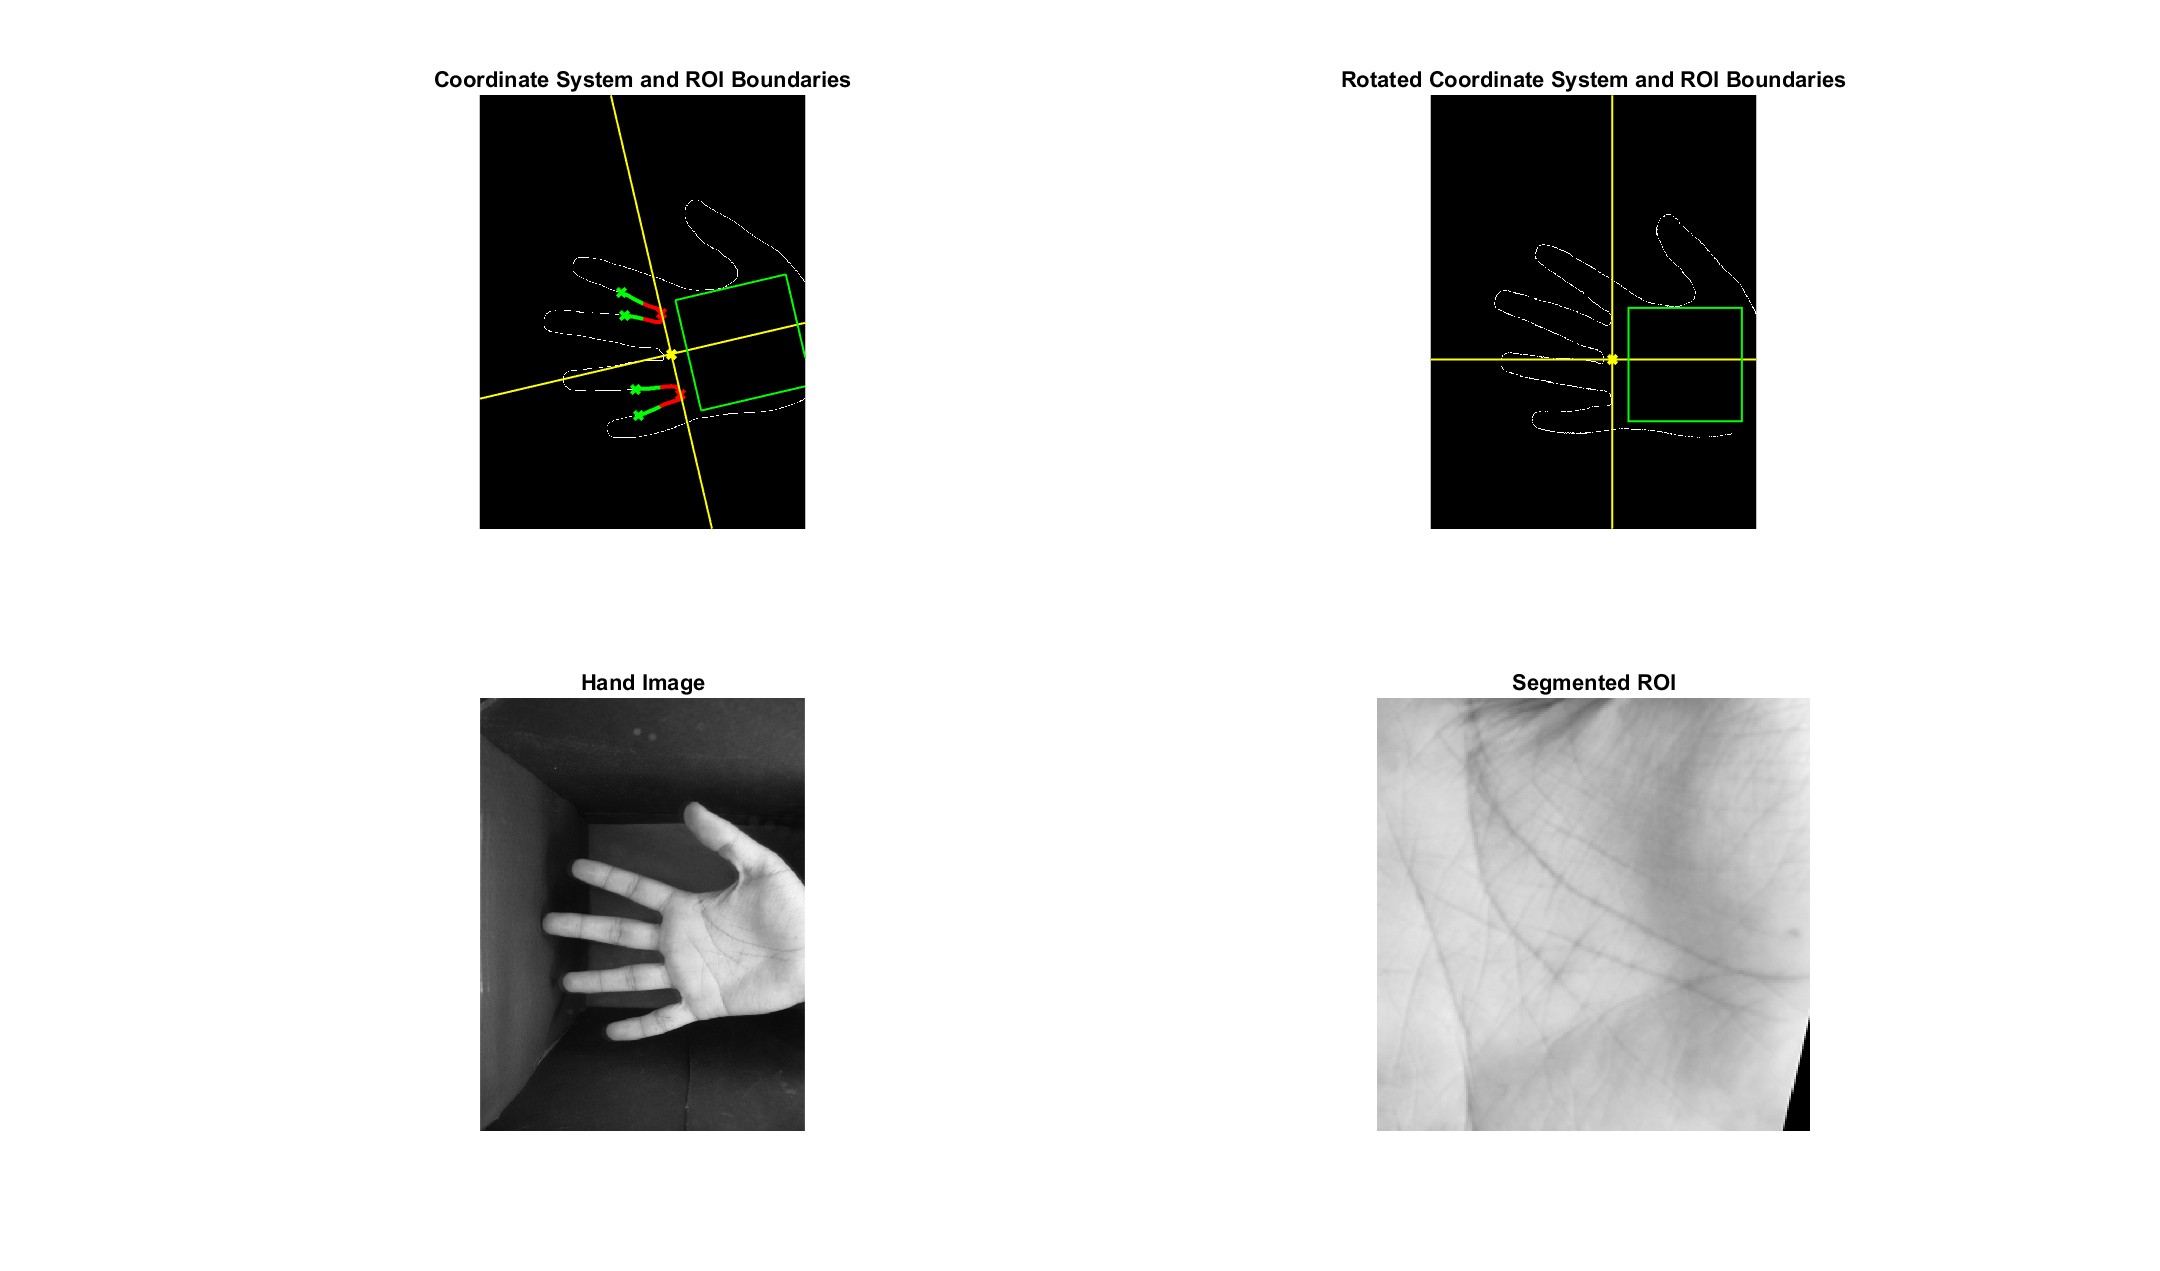 Coordinate System and ROI Boundaries
Rotated Coordinate System and ROI Boundaries
Hand Image
Segmented ROI